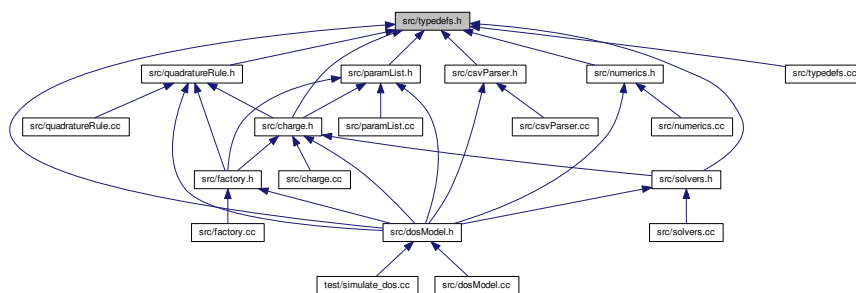 src/typedefs.h
src/quadratureRule.h
src/paramList.h
src/csvParser.h
src/numerics.h
src/typedefs.cc
src/quadratureRule.cc
src/charge.h
src/paramList.cc
src/csvParser.cc
src/numerics.cc
src/factory.h
src/charge.cc
src/solvers.h
src/factory.cc
src/dosModel.h
src/solvers.cc
test/simulate_dos.cc
src/dosModel.cc